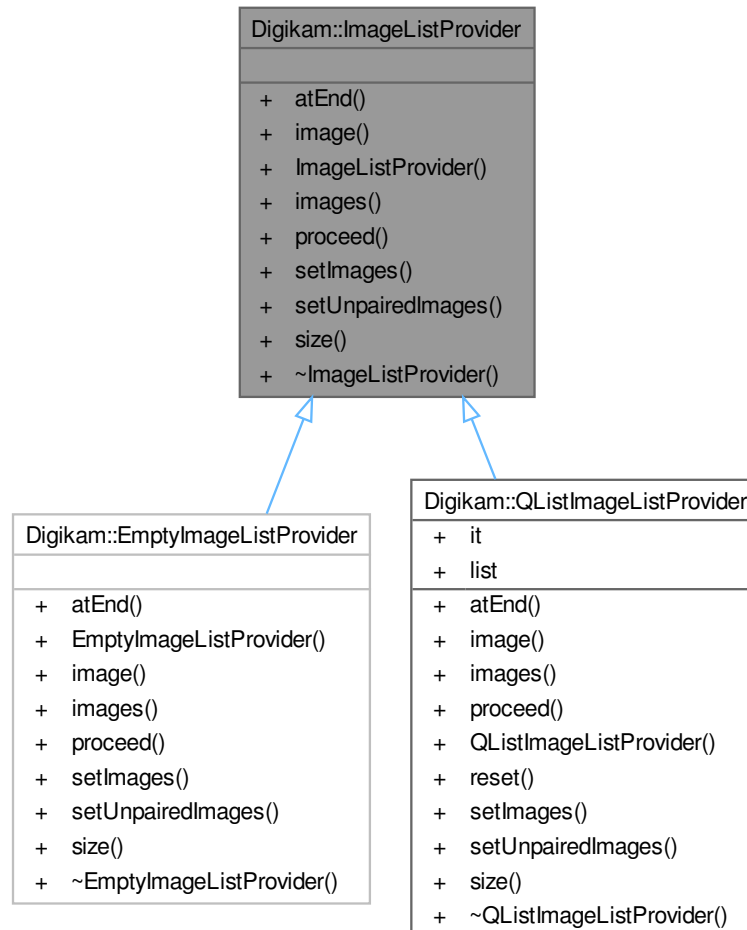 Digikam::ImageListProvider
+ atEnd()
+ image()
+ ImageListProvider()
+ images()
+ proceed()
+ setImages()
+ setUnpairedImages()
+ size()
+ ~ImageListProvider()
Digikam::EmptyImageListProvider
+ atEnd()
+ EmptyImageListProvider()
+ image()
+ images()
+ proceed()
+ setImages()
+ setUnpairedImages()
+ size()
+ ~EmptyImageListProvider()
Digikam::QListImageListProvider
+ it
+ list
+ atEnd()
+ image()
+ images()
+ proceed()
+ QListImageListProvider()
+ reset()
+ setImages()
+ setUnpairedImages()
+ size()
+ ~QListImageListProvider()